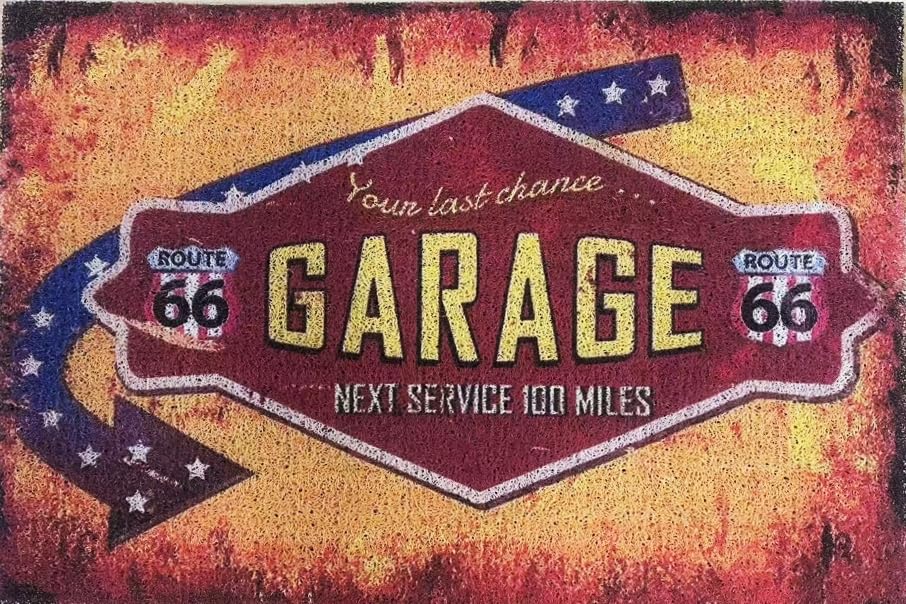 Your last chance ...
ROUTE
66
GARAGE
ROUTE
66
NEXT SERVICE 100 MILES